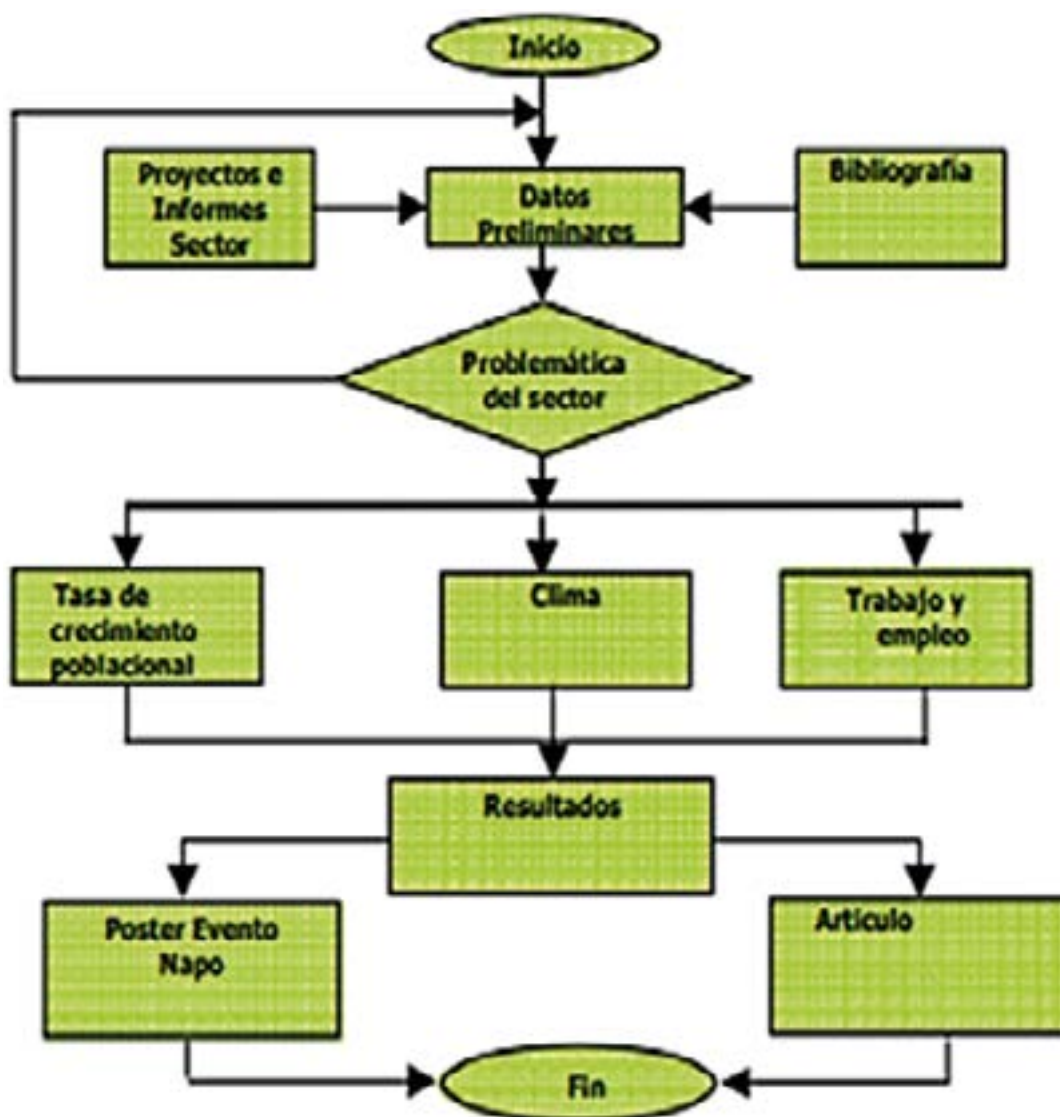 Inicio
Proyectos e
Informes
Sector
Datos
Preliminares
Bibliografía
Problemática
del sector
Tasa de
crecimiento
poblacional
Clima
Trabajo y
empleo
Resultados
Poster Evento
Napo
Articulo
Fin